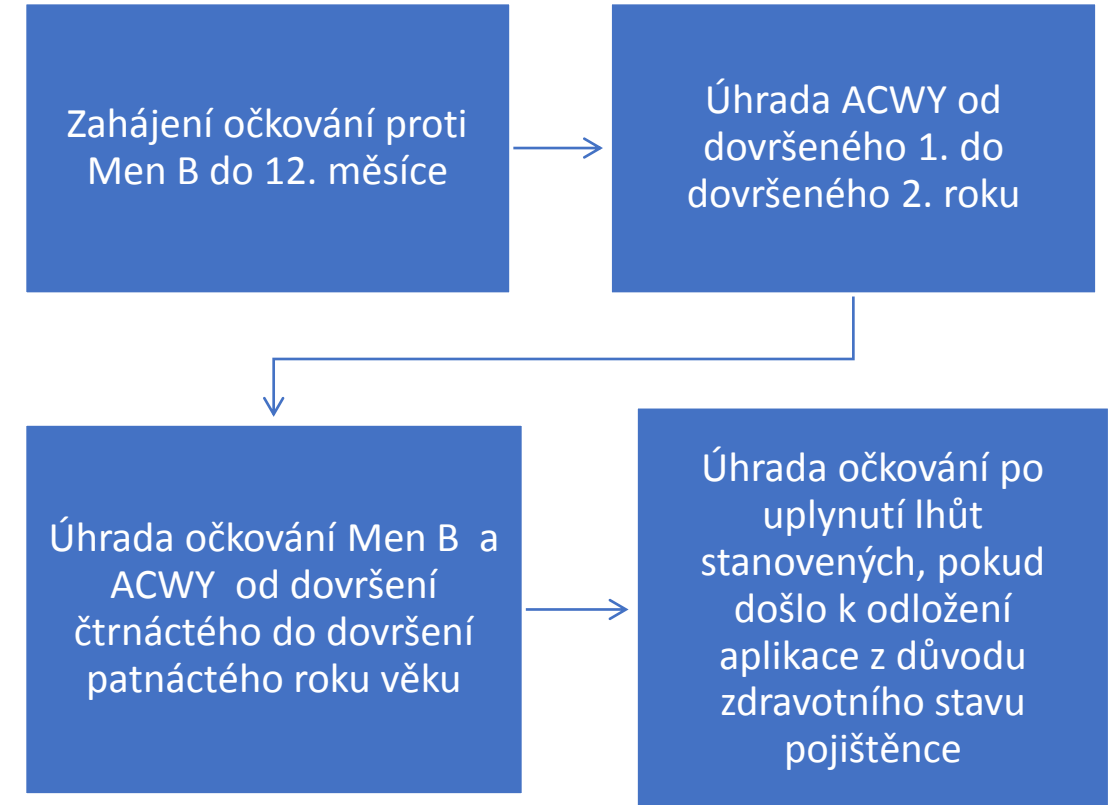 Zahájení očkování proti
Men B do 12. měsíce
Úhrada ACWY od
dovršeného 1. do
dovršeného 2. roku
Úhrada očkování Men B a
ACWY od dovršení
čtrnáctého do dovršení
patnáctého roku věku
Úhrada očkování po
uplynutí lhůt
stanovených, pokud
došlo k odložení
aplikace z důvodu
zdravotního stavu
pojištěnce